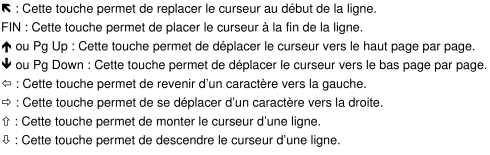 ⬉ : Cette touche permet de replacer le curseur au début de la ligne.
FIN : Cette touche permet de placer le curseur à la fin de la ligne.
🡅 ou Pg Up : Cette touche permet de déplacer le curseur vers le haut page par page.
🡇 ou Pg Down : Cette touche permet de déplacer le curseur vers le bas page par page.
⇦ : Cette touche permet de revenir d'un caractère vers la gauche.
⇨ : Cette touche permet de se déplacer d'un caractère vers la droite.
⇧ : Cette touche permet de monter le curseur d'une ligne.
⇩ : Cette touche permet de descendre le curseur d'une ligne.